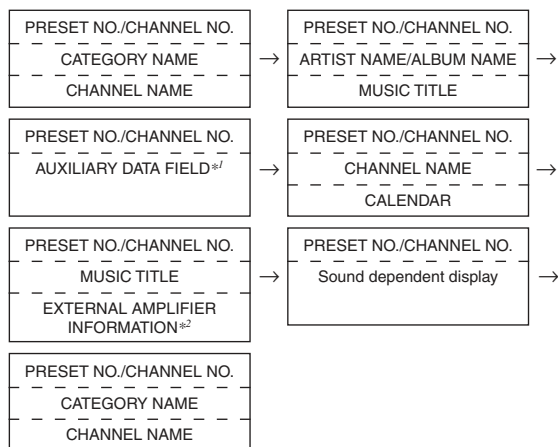 PRESET NO./CHANNEL NO.
CATEGORY NAME
CHANNEL NAME
→
PRESET NO./CHANNEL NO.
ARTIST NAME/ALBUM NAME
MUSIC TITLE
→
PRESET NO./CHANNEL NO.
AUXILIARY DATA FIELD*1
→
PRESET NO./CHANNEL NO.
CHANNEL NAME
CALENDAR
→
PRESET NO./CHANNEL NO.
MUSIC TITLE
EXTERNAL AMPLIFIER
INFORMATION*2
→
PRESET NO./CHANNEL NO.
Sound dependent display
→
PRESET NO./CHANNEL NO.
CATEGORY NAME
CHANNEL NAME